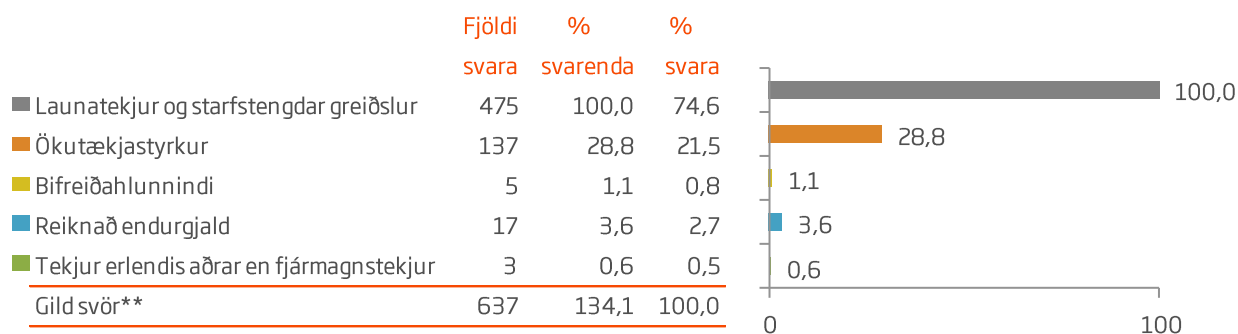 Fjöldi % %
svara svarenda svara
Launatekjur og starfstengdar greiðslur 475 100,0 74,6 100,0
Ökutækjastyrkur 137 28,8 21,5 28,8
Bifreiðahlunnindi 5 1,1 0,8 1,1
Reiknað endurgjald 17 3,6 2,7 3,6
Tekjur erlendis aðrar en fjármagnstekjur 3 0,6 0,5 0,6
Gild svör** 637 134,1 100,0
0 100